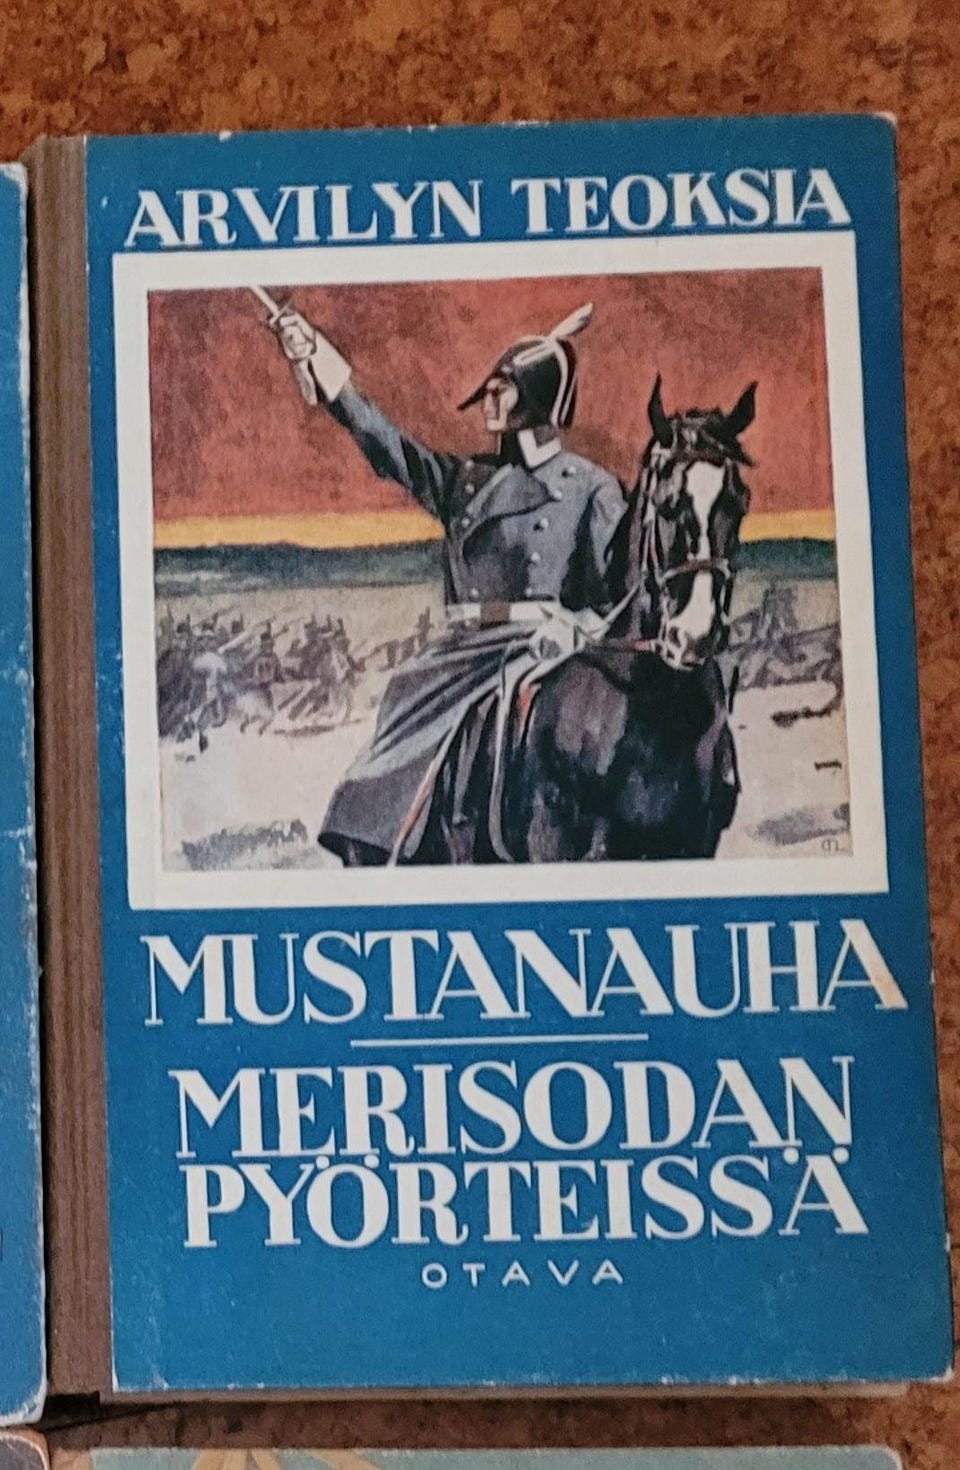 ARVILYN TEOKSIA
MUSTANAUHA
MERISODAN
PYÖRTEISSÄ
OTAVA